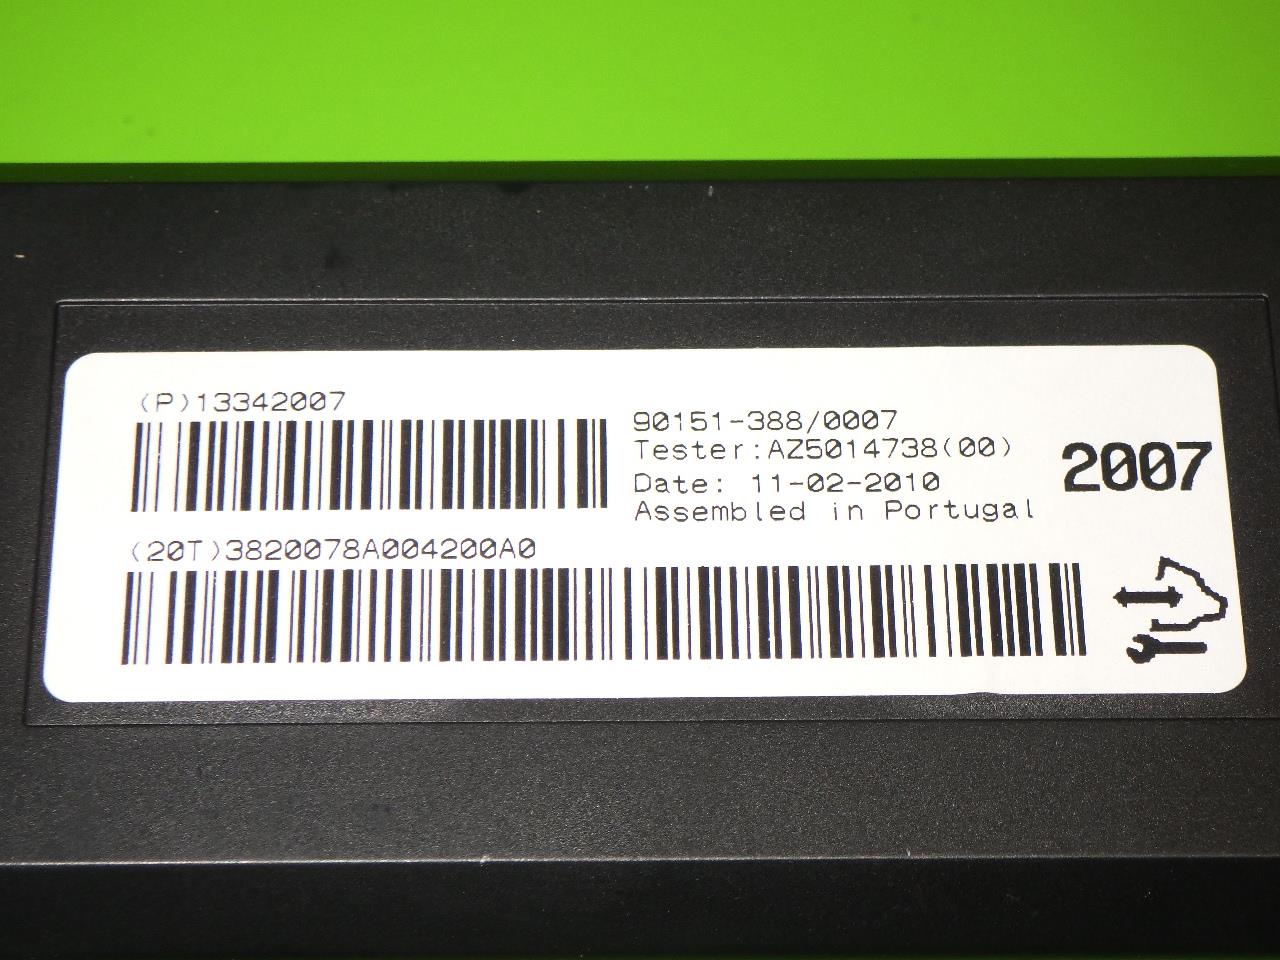 (P)13342007
90151-388/0007
Tester:AZ5014738(00)
Date: 11-02-2010
Assembled in Portugal
2007
(20T)3820078A004200A0